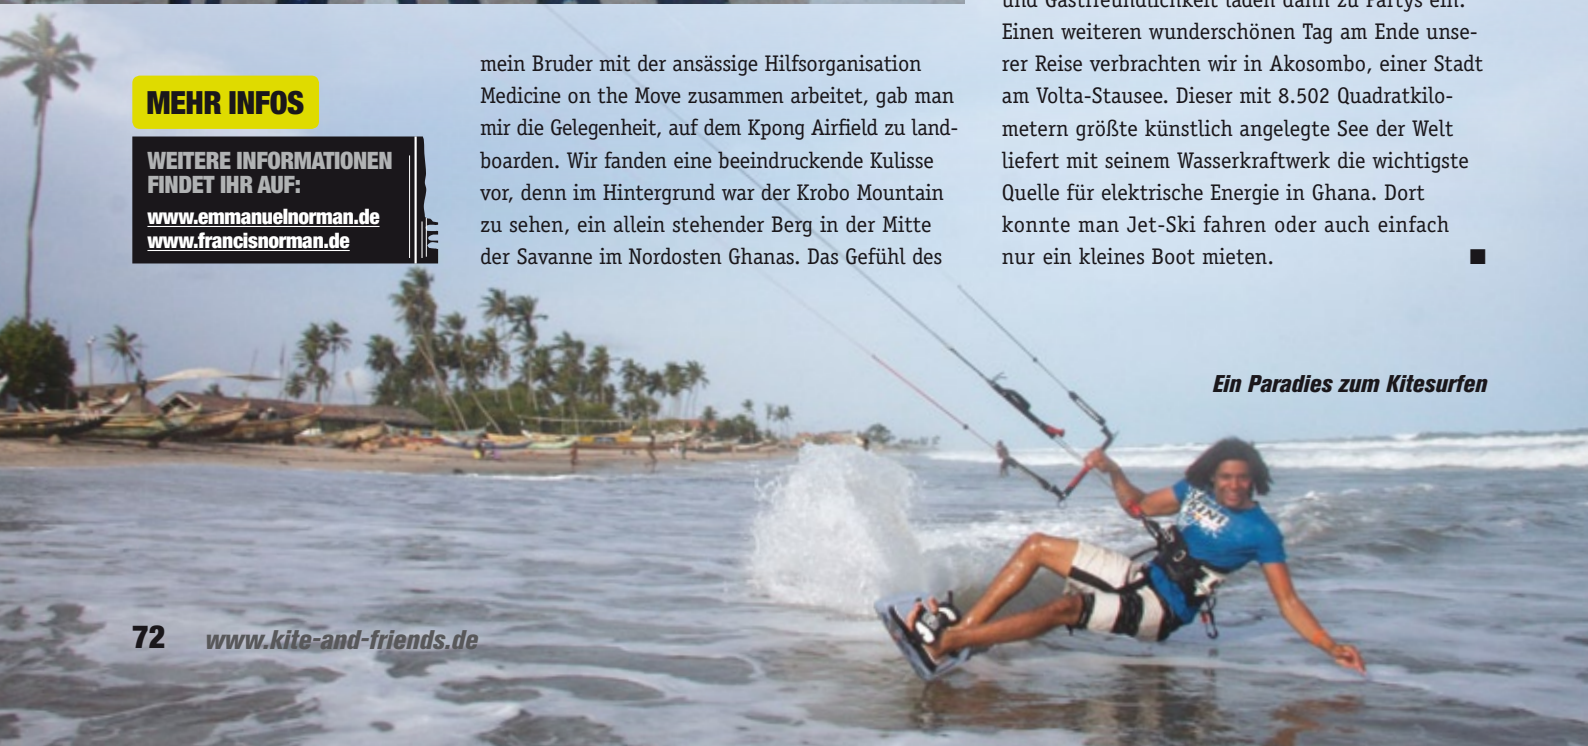 MEHR INFOS
WEITERE INFORMATIONEN
FINDET IHR AUF:
www.emmanuelnorman.de
www.francisnorman.de
mein Bruder mit der ansässige Hilfsorganisation
Medicine on the Move zusammen arbeitet, gab man
mir die Gelegenheit, auf dem Kpong Airfield zu land-
boarden. Wir fanden eine beeindruckende Kulisse
vor, denn im Hintergrund war der Krobo Mountain
zu sehen, ein allein stehender Berg in der Mitte
der Savanne im Nordosten Ghanas. Das Gefühl des
und Gastfreundlichkeit laden dann zu Partys ein.
Einen weiteren wunderschönen Tag am Ende unse-
rer Reise verbrachten wir in Akosombo, einer Stadt
am Volta-Stausee. Dieser mit 8.502 Quadratkilo-
metern größte künstlich angelegte See der Welt
liefert mit seinem Wasserkraftwerk die wichtigste
Quelle für elektrische Energie in Ghana. Dort
konnte man Jet-Ski fahren oder auch einfach
nur ein kleines Boot mieten. ■
Ein Paradies zum Kitesurfen
72 www.kite-and-friends.de